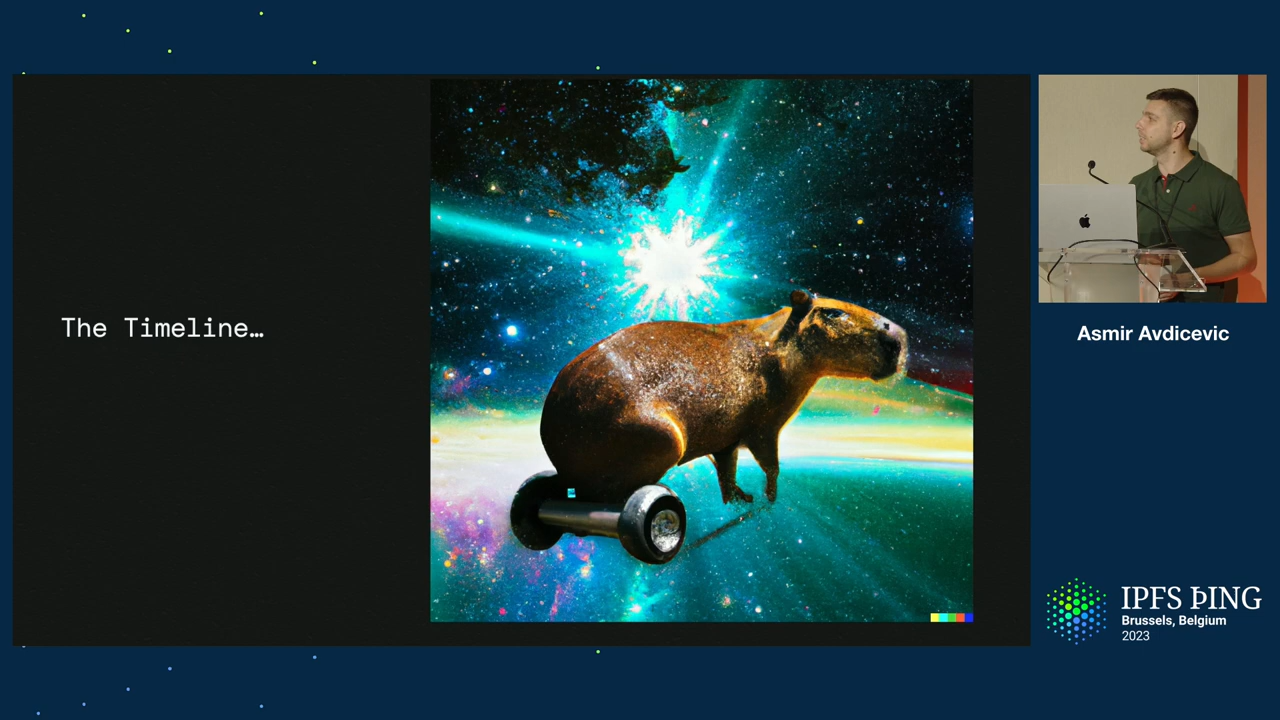 The Timeline…
Asmir Avdicevic
IPFS ÞING
Brussels, Belgium
2023